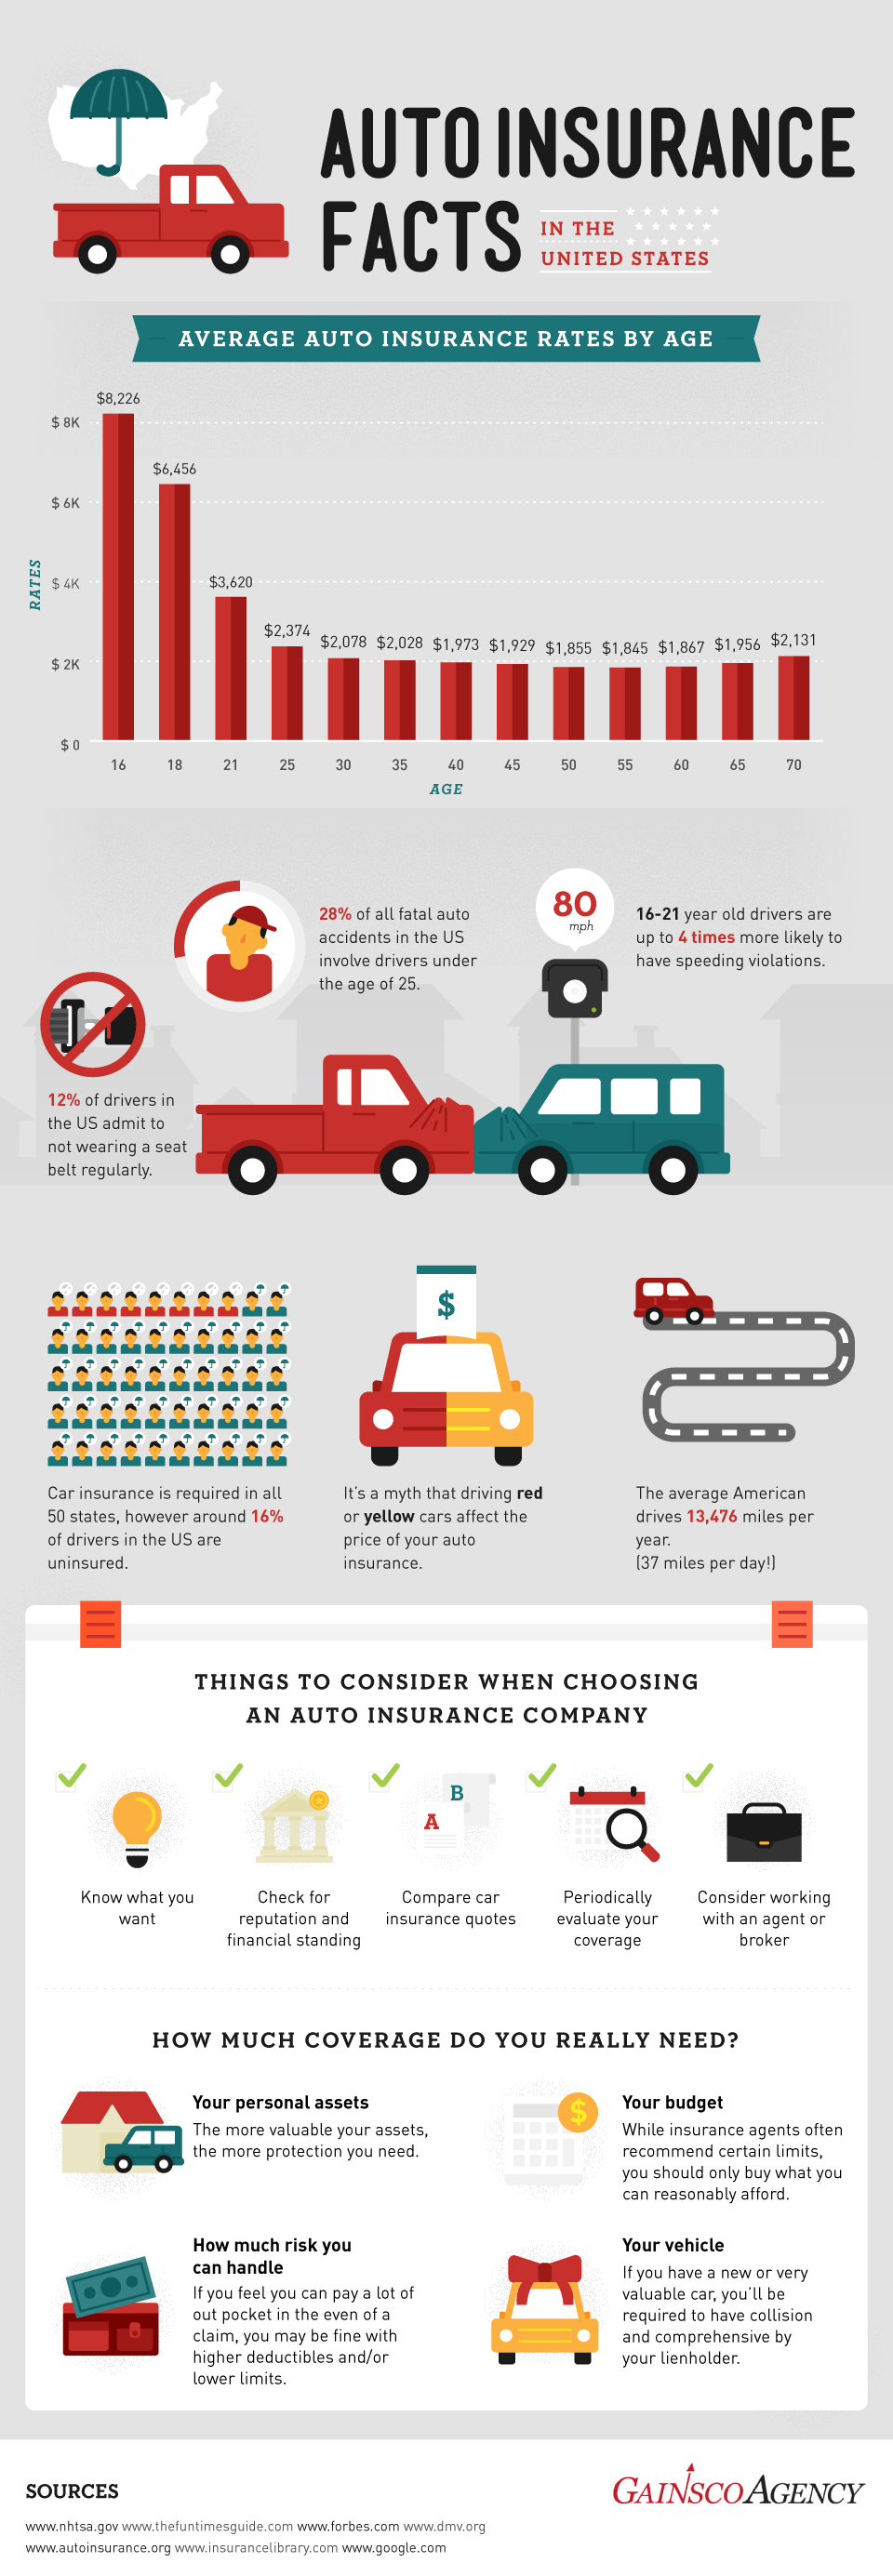 AUTO INSURANCE
FACTS
IN THE
UNITED STATES
AVERAGE AUTO INSURANCE RATES BY AGE
$8,226
$ 8K
$6,456
$ 6K
$3,620
$ 4K
RATES
$2,374 $2,078 $2,028 $1,973 $1,929 $1,855 $1,845 $1,867 $1,956 $2,131
$ 2K
$ 0
16 18 21 25 30 35 40 45 50 55 60 65 70
AGE
28% of all fatal auto
accidents in the US
involve drivers under
the age of 25.
80
mph
16-21 year old drivers are
up to 4 times more likely to
have speeding violations.
12% of drivers in
the US admit to
not wearing a seat
belt regularly.
$
Car insurance is required in all
50 states, however around 16%
of drivers in the US are
uninsured.
It's a myth that driving red
or yellow cars affect the
price of your auto
insurance.
The average American
drives 13,476 miles per
year.
(37 miles per day!)
THINGS TO CONSIDER WHEN CHOOSING
AN AUTO INSURANCE COMPANY
B
A
Know what you
want
Check for
reputation and
financial standing
Compare car
insurance quotes
Periodically
evaluate your
coverage
Consider working
with an agent or
broker
HOW MUCH COVERAGE DO YOU REALLY NEED?
Your personal assets
The more valuable your assets,
the more protection you need.
$
Your budget
While insurance agents often
recommend certain limits,
you should only buy what you
can reasonably afford.
How much risk you
can handle
If you feel you can pay a lot of
out pocket in the even of a
claim, you may be fine with
higher deductibles and/or
lower limits.
Your vehicle
If you have a new or very
valuable car, you'll be
required to have collision
and comprehensive by
your lienholder.
SOURCES
www.nhtsa.gov www.thefuntimesguide.com www.forbes.com www.dmv.org
www.autoinsurance.org www.insurancelibrary.com www.google.com
GAINSCO AGENCY